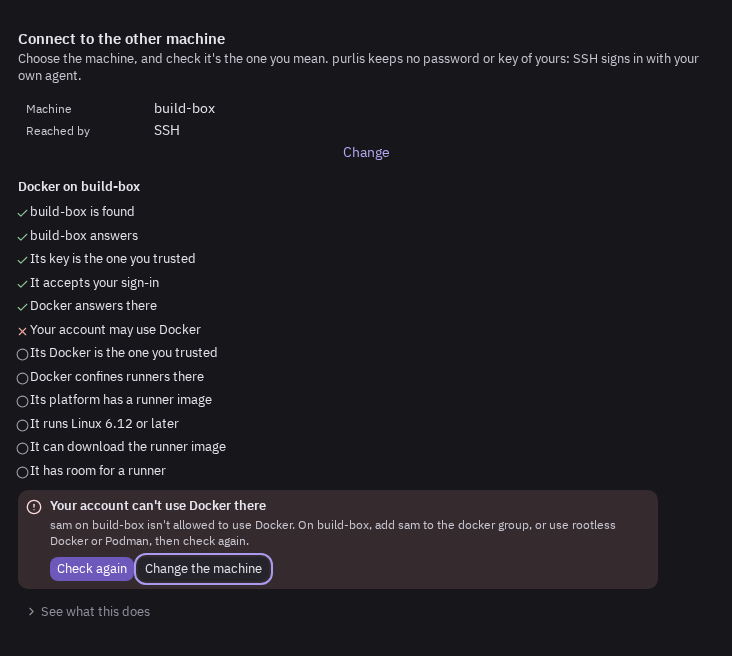 Connect to the other machine
Choose the machine, and check it's the one you mean. purlis keeps no password or key of yours: SSH signs in with your
own agent.
Machine build-box
Reached by SSH
Change
Docker on build-box
build-box is found
build-box answers
Its key is the one you trusted
It accepts your sign-in
Docker answers there
Your account may use Docker
Its Docker is the one you trusted
Docker confines runners there
Its platform has a runner image
It runs Linux 6.12 or later
It can download the runner image
It has room for a runner
Your account can't use Docker there
sam on build-box isn't allowed to use Docker. On build-box, add sam to the docker group, or use rootless
Docker or Podman, then check again.
Check again Change the machine
See what this does